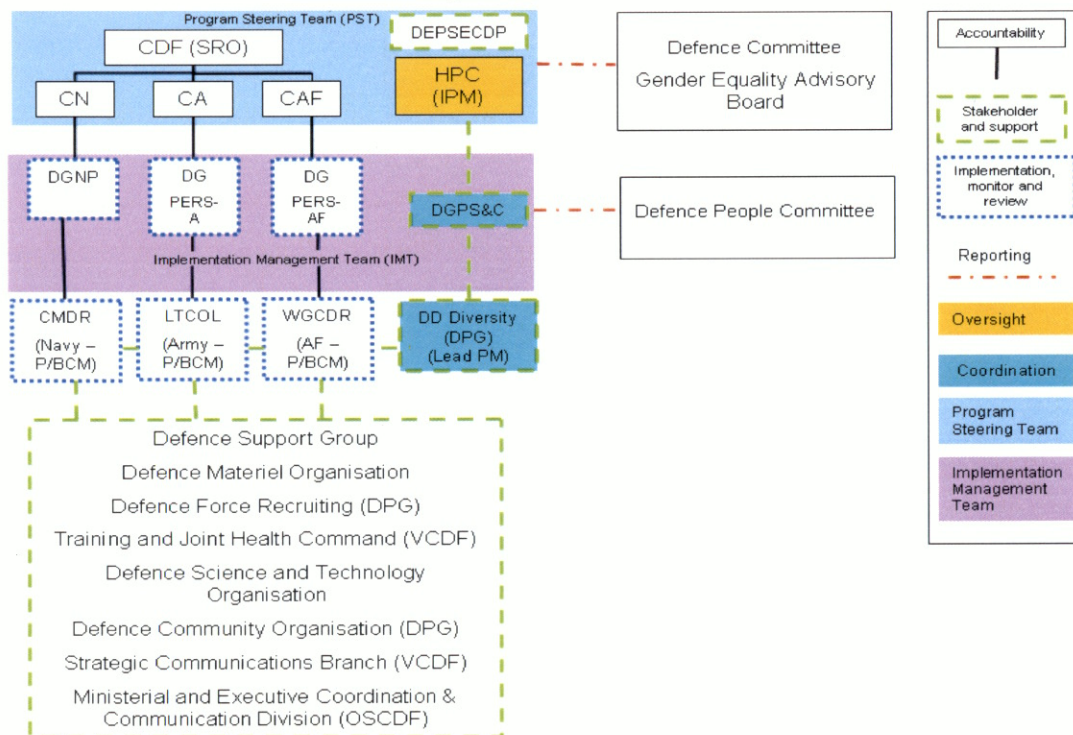 Program Steering Team (PST)
CDF (SRO)
DEPSECDP
HPC
(IPM)
CN
CA
CAF
DGNP
DG
PERS-
A
DG
PERS-
AF
DGPS&C
Implementation Management Team (IMT)
CMDR
(Navy –
P/BCM)
LTCOL
(Army –
P/BCM)
WGCDR
(AF –
P/BCM)
DD Diversity
(DPG)
(Lead PM)
Defence Support Group
Defence Materiel Organisation
Defence Force Recruiting (DPG)
Training and Joint Health Command (VCDF)
Defence Science and Technology
Organisation
Defence Community Organisation (DPG)
Strategic Communications Branch (VCDF)
Ministerial and Executive Coordination &
Communication Division (OSCDF)
Defence Committee
Gender Equality Advisory
Board
Defence People Committee
Accountability
Stakeholder
and support
Implementation,
monitor and
review
Reporting
Oversight
Coordination
Program
Steering Team
Implementation
Management
Team